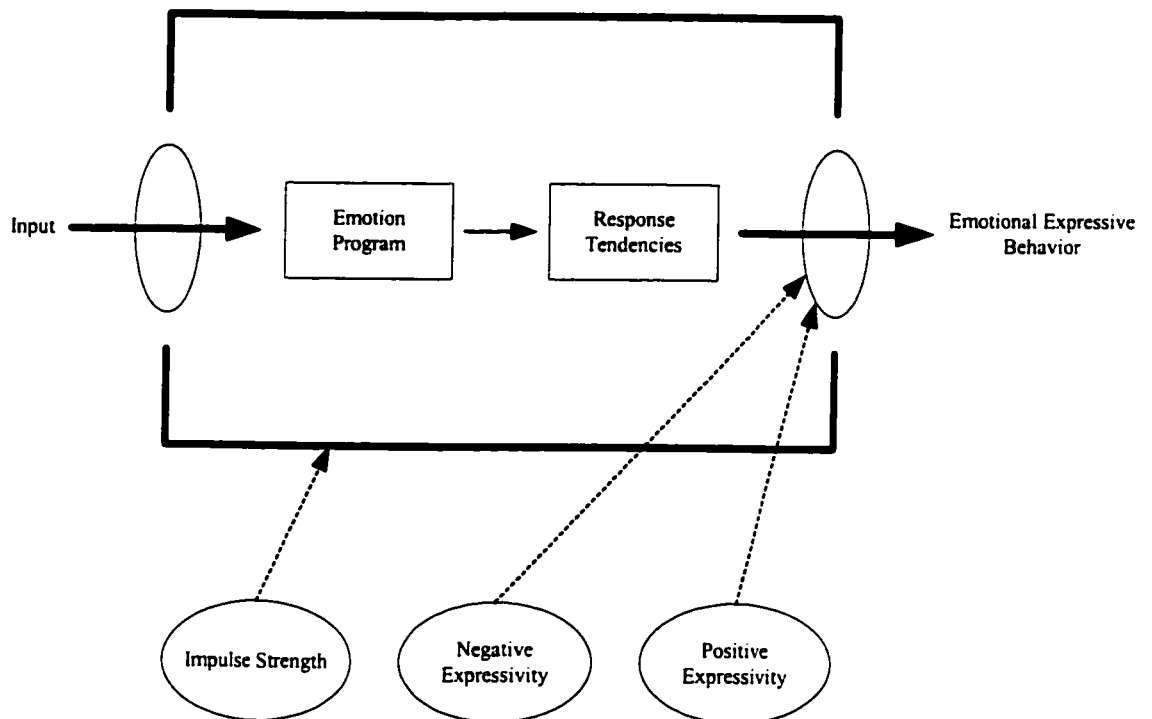 Input
Emotion
Program
Response
Tendencies
Emotional Expressive
Behavior
Impulse Strength
Negative
Expressivity
Positive
Expressivity